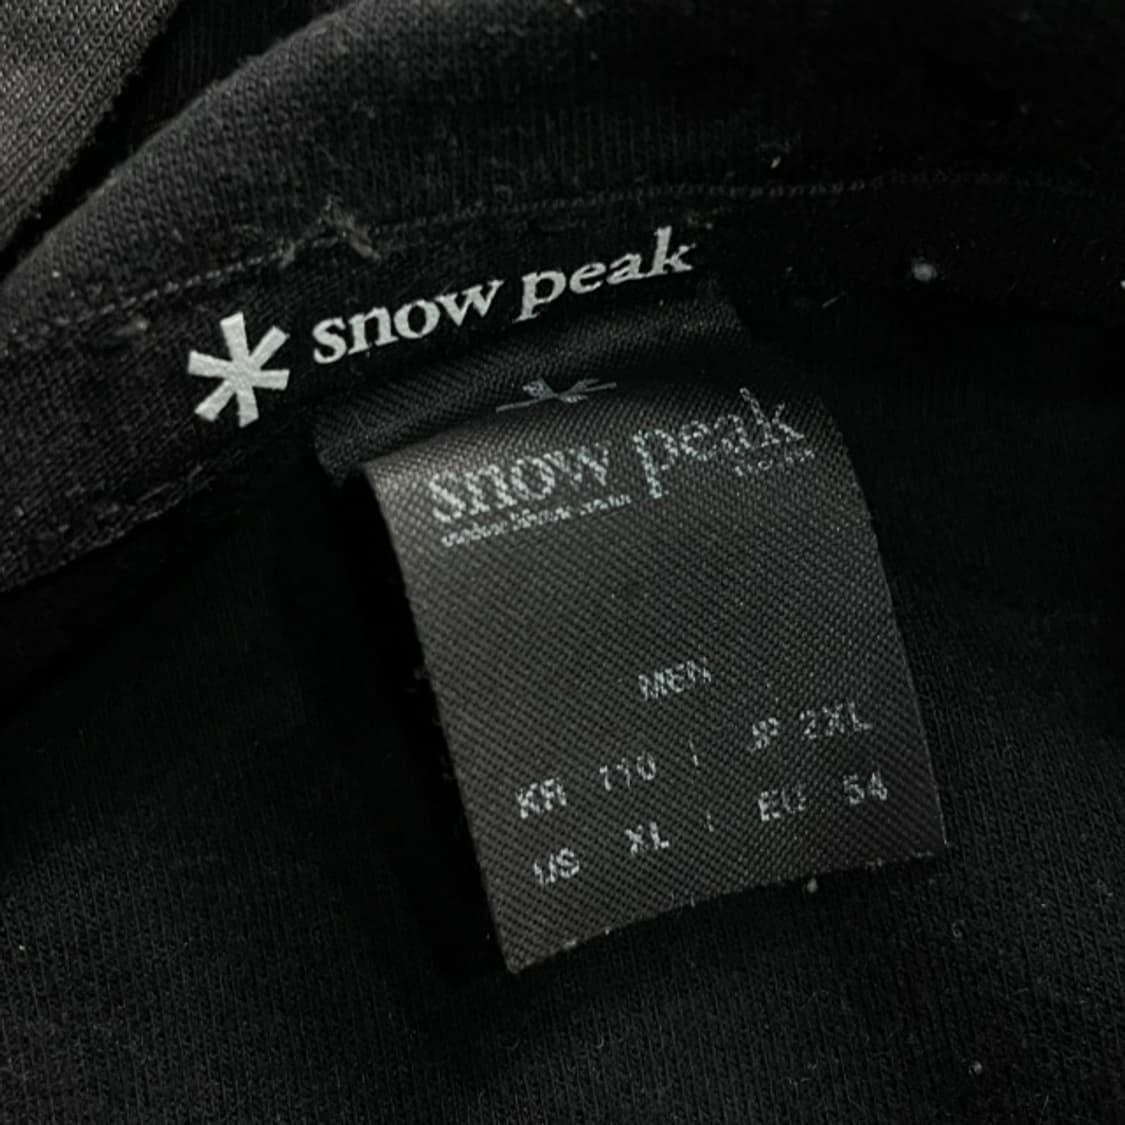 snow peak
snow peak
MEN
KR 110 | JP 2XL
US XL | EU 54